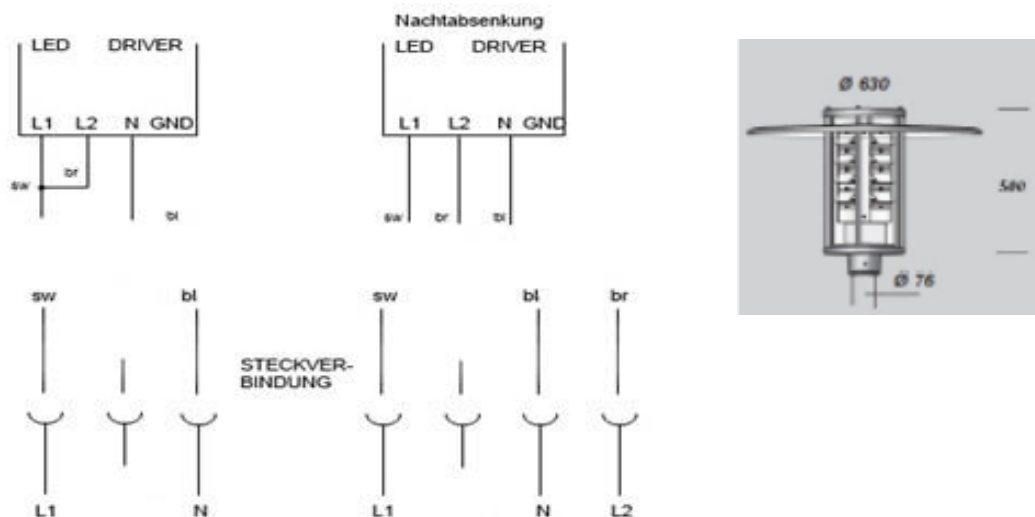 LED DRIVER
L1 L2 N GND
sw br bl
Nachtabsenkung
LED DRIVER
L1 L2 N GND
sw br bl
sw bl
STECKVER-
BINDUNG
L1 N
sw bl br
L1 N L2
Ø 630
500
Ø 76